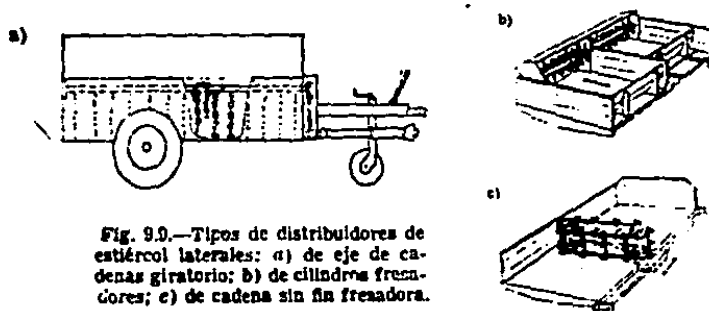 a)
b)
c)
Fig. 9.9.—Tipos de distribuidores de
estiércol laterales: a) de eje de ca-
denas giratorio; b) de cilindros fresa-
dores; c) de cadena sin fin fresadora.